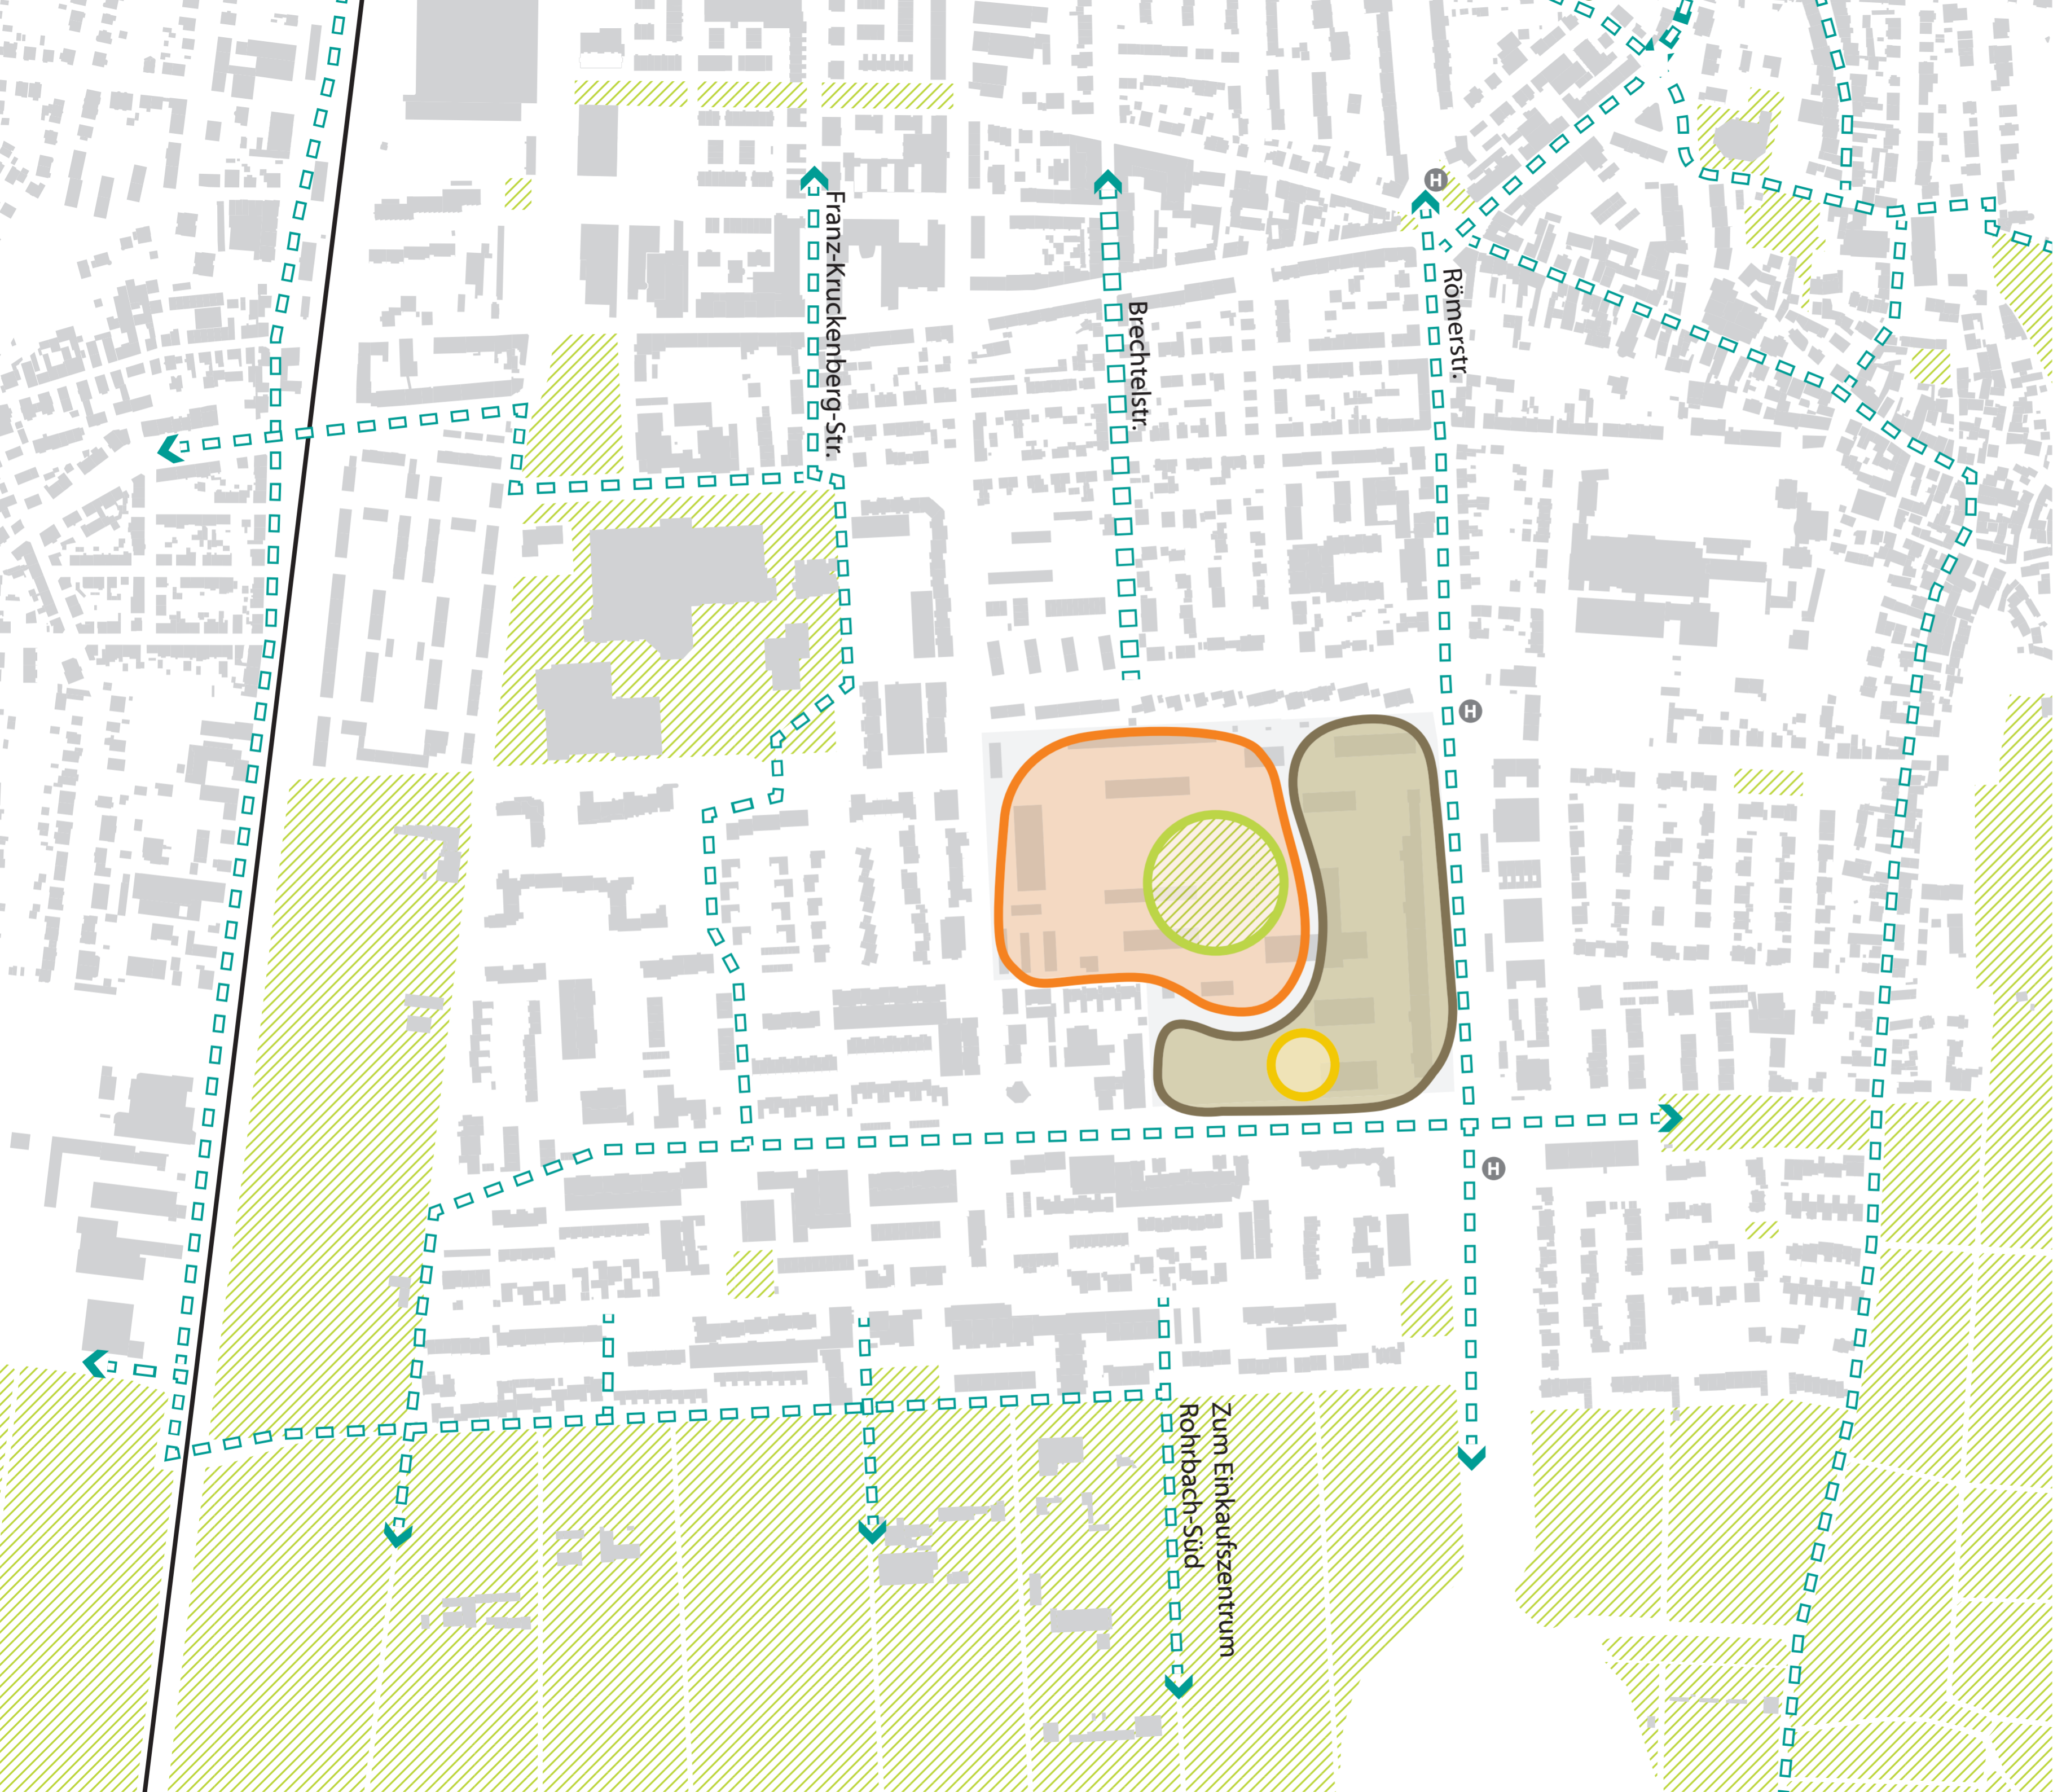 H
Franz-Kruckenberg-Str.
Römerstr.
Brechtelstr.
H
H
Zum Einkaufszentrum
Rohrbach-Süd